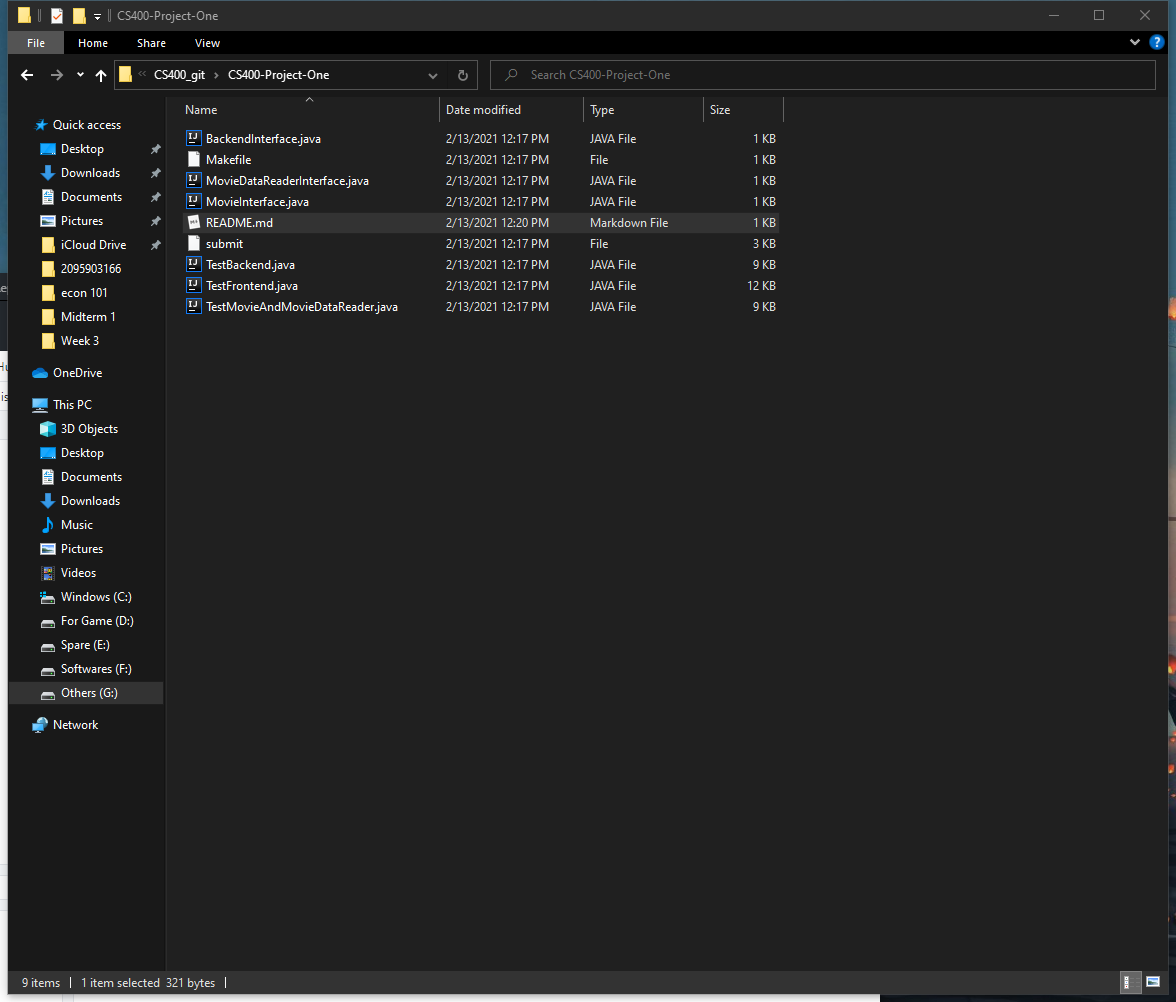 CS400-Project-One
File Home Share View
CS400_git > CS400-Project-One Search CS400-Project-One
Name Date modified Type Size
BackendInterface.java 2/13/2021 12:17 PM JAVA File 1 KB
Makefile 2/13/2021 12:17 PM File 1 KB
MovieDataReaderInterface.java 2/13/2021 12:17 PM JAVA File 1 KB
MovieInterface.java 2/13/2021 12:17 PM JAVA File 1 KB
README.md 2/13/2021 12:20 PM Markdown File 1 KB
submit 2/13/2021 12:17 PM File 3 KB
TestBackend.java 2/13/2021 12:17 PM JAVA File 9 KB
TestFrontend.java 2/13/2021 12:17 PM JAVA File 12 KB
TestMovieAndMovieDataReader.java 2/13/2021 12:17 PM JAVA File 9 KB
Quick access
Desktop
Downloads
Documents
Pictures
iCloud Drive
2095903166
econ 101
Midterm 1
Week 3
OneDrive
This PC
3D Objects
Desktop
Documents
Downloads
Music
Pictures
Videos
Windows (C:)
For Game (D:)
Spare (E:)
Softwares (F:)
Others (G:)
Network
9 items | 1 item selected 321 bytes |